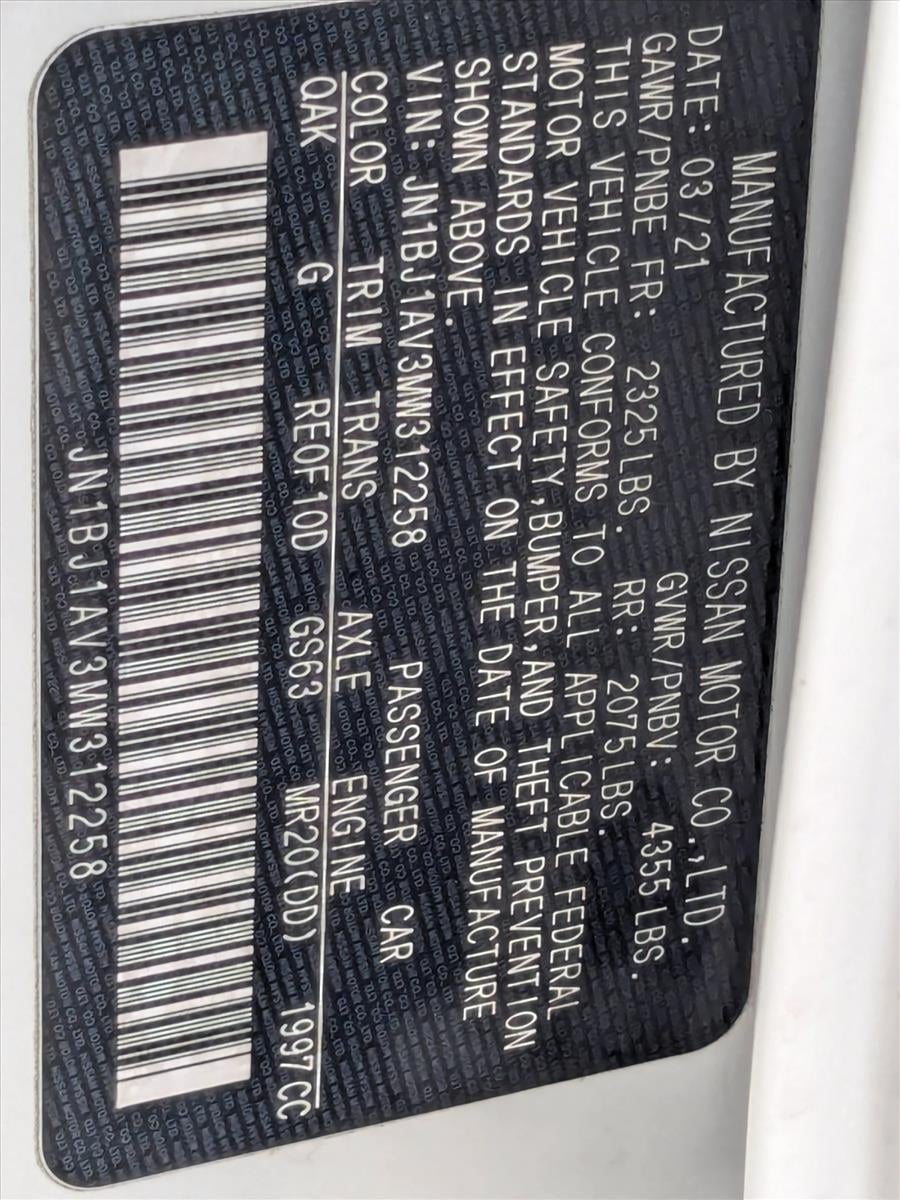 MANUFACTURED BY NISSAN MOTOR CO.,LTD.
DATE: 03/21 GVWR/PNBV: 4355 LBS.
GAWR/PNBE FR: 2325 LBS. RR: 2075 LBS.
THIS VEHICLE CONFORMS TO ALL APPLICABLE FEDERAL
MOTOR VEHICLE SAFETY, BUMPER, AND THEFT PREVENTION
STANDARDS IN EFFECT ON THE DATE OF MANUFACTURE
SHOWN ABOVE.
VIN: JN1BJ1AV3MW312258 PASSENGER CAR
COLOR TRIM TRANS AXLE ENGINE
QAK G RE0F10D GS63 MR20(DD) 1997CC
JN1BJ1AV3MW312258